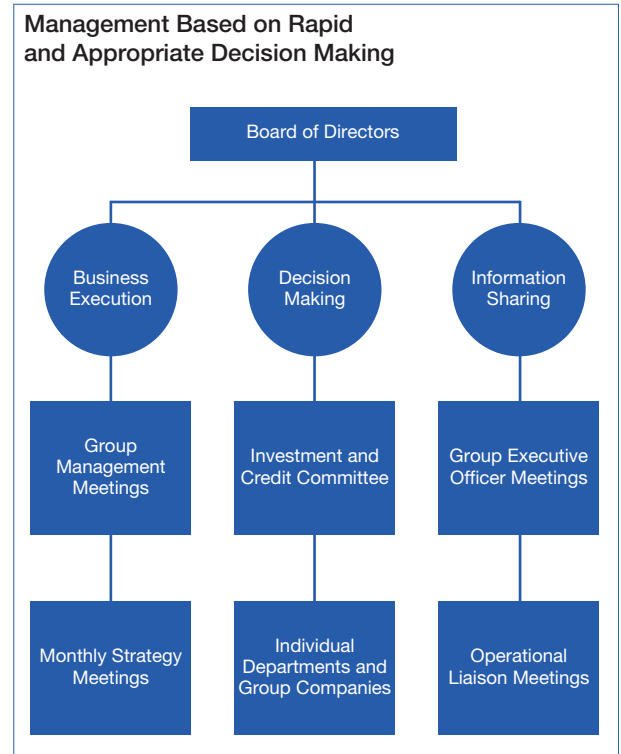 Management Based on Rapid
and Appropriate Decision Making
Board of Directors
Business
Execution
Decision
Making
Information
Sharing
Group
Management
Meetings
Investment and
Credit Committee
Group Executive
Officer Meetings
Monthly Strategy
Meetings
Individual
Departments and
Group Companies
Operational
Liaison Meetings